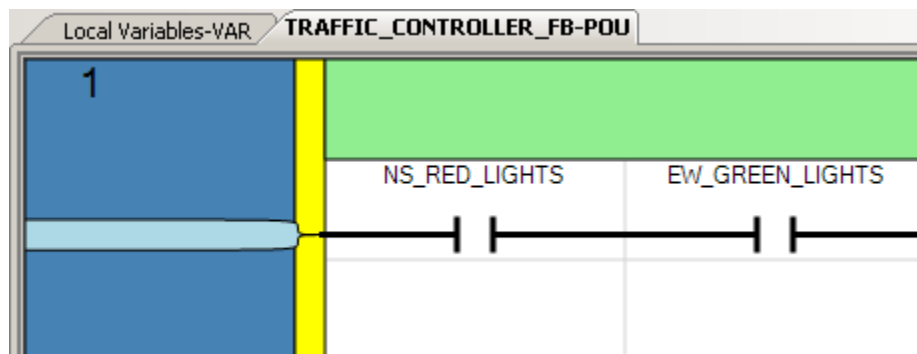 Local Variables-VAR TRAFFIC_CONTROLLER_FB-POU
1
NS_RED_LIGHTS EW_GREEN_LIGHTS